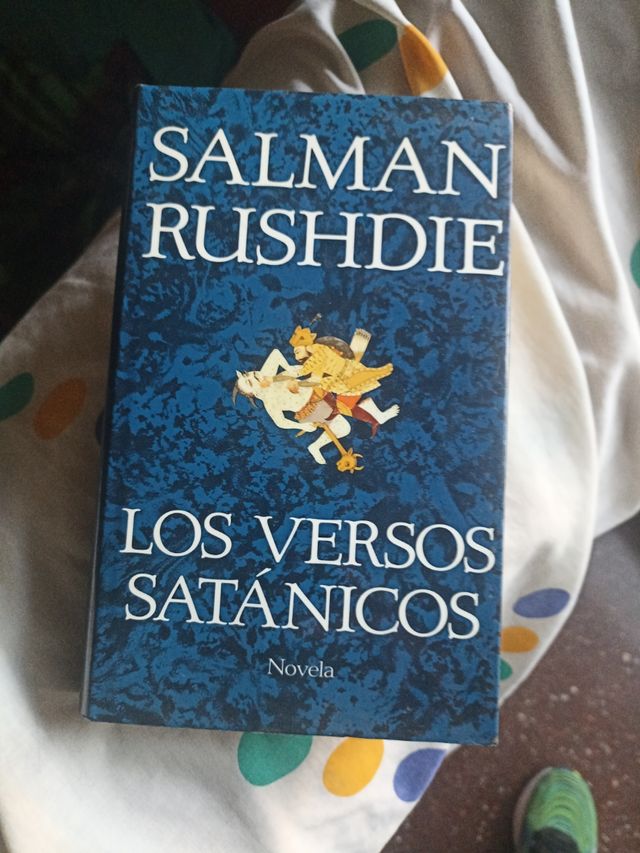 SALMAN
RUSHDIE
LOS VERSOS
SATÁNICOS
Novela